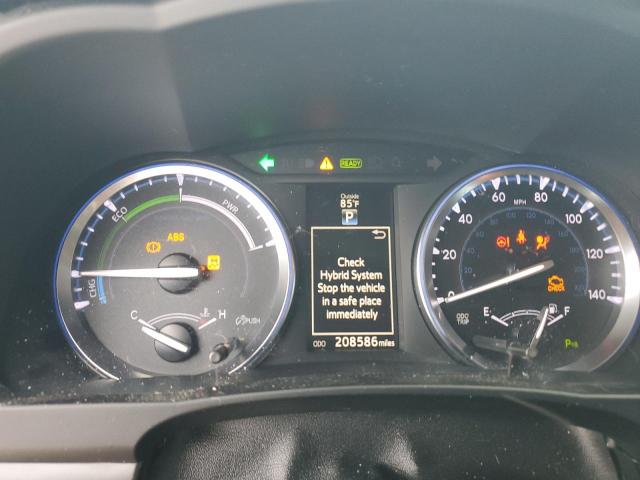 READY
Outside
85°F
P
Check
Hybrid System
Stop the vehicle
in a safe place
immediately
ODO 208586 miles
ECO
PWR
CHG
ABS
C
H
PUSH
MPH
0
20
40
60
80
100
120
140
CHECK
ODO
TRIP
E
F